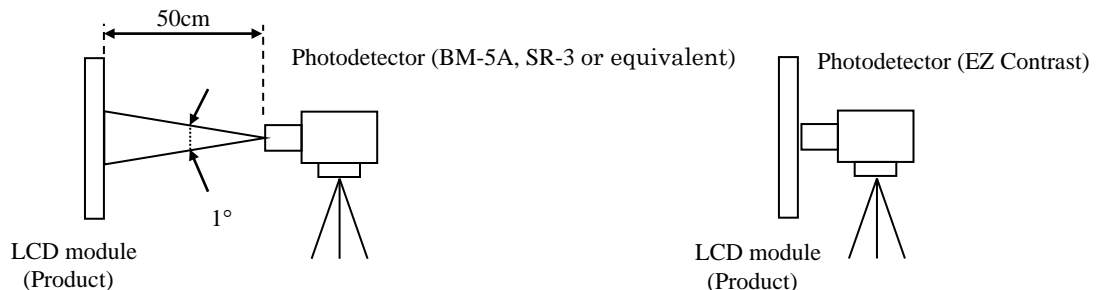 50cm
Photodetector (BM-5A, SR-3 or equivalent)
1°
LCD module
(Product)
Photodetector (EZ Contrast)
LCD module
(Product)